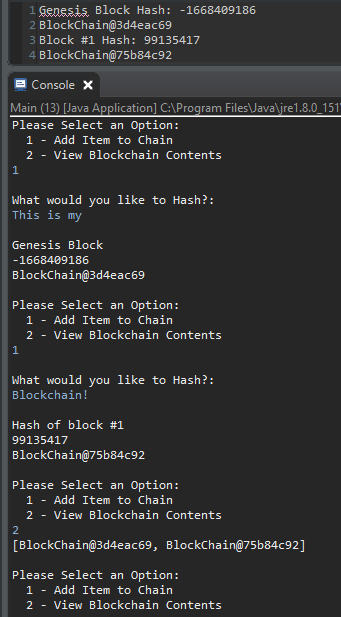 1 Genesis Block Hash: -1668409186
2 BlockChain@3d4eac69
3 Block #1 Hash: 99135417
4 BlockChain@75b84c92
Console
Main (13) [Java Application] C:\Program Files\Java\jre1.8.0_151\
Please Select an Option:
1 - Add Item to Chain
2 - View Blockchain Contents
1
What would you like to Hash?:
This is my
Genesis Block
-1668409186
BlockChain@3d4eac69
Please Select an Option:
1 - Add Item to Chain
2 - View Blockchain Contents
1
What would you like to Hash?:
Blockchain!
Hash of block #1
99135417
BlockChain@75b84c92
Please Select an Option:
1 - Add Item to Chain
2 - View Blockchain Contents
2
[BlockChain@3d4eac69, BlockChain@75b84c92]
Please Select an Option:
1 - Add Item to Chain
2 - View Blockchain Contents